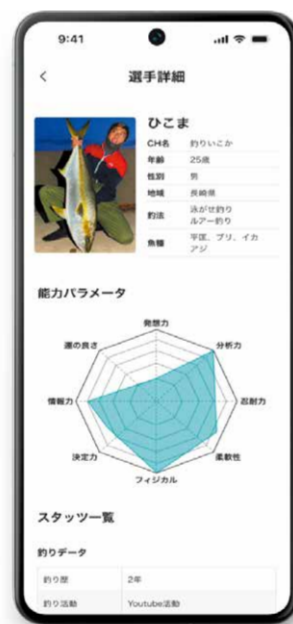 9:41
選手詳細
ひこま
CH名 釣りいこか
年齢 25歳
性別 男
地域 長崎県
釣法 泳がせ釣り
ルアー釣り
魚種 平政、ブリ、イカ
アジ
能力パラメータ
発想力
運の良さ 分析力
情報力 忍耐力
決定力 柔軟性
フィジカル
スタッツ一覧
釣りデータ
釣り歴 2年
釣り活動 Youtube活動